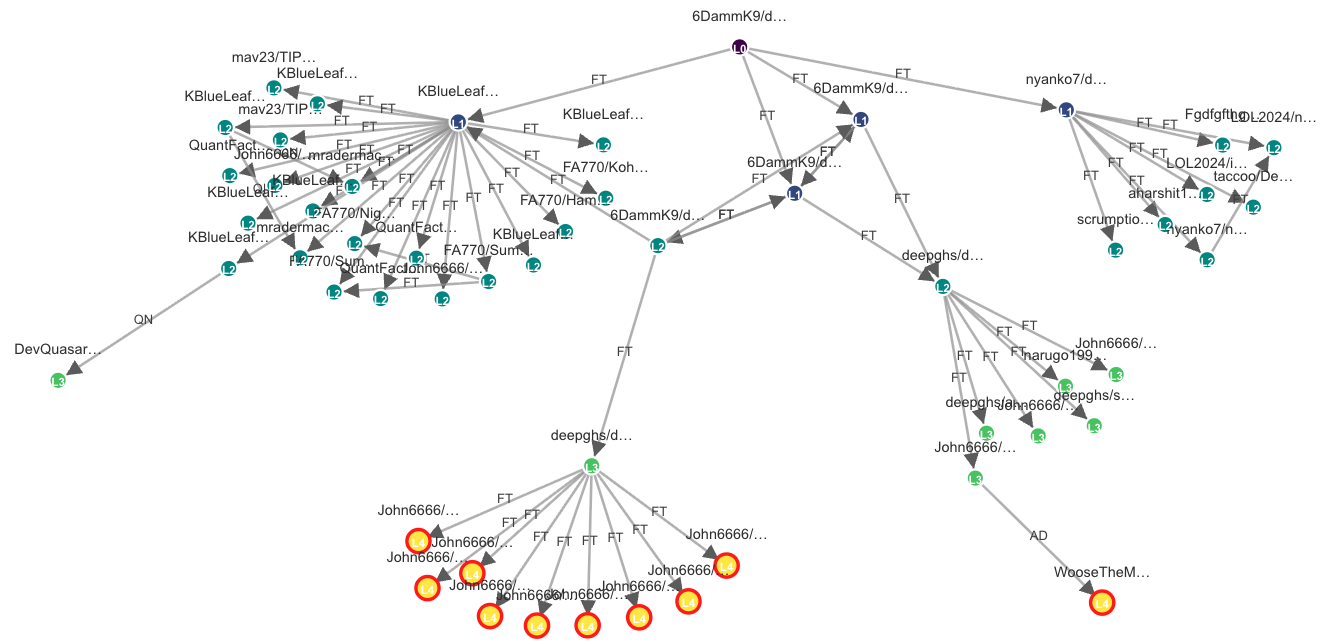 6DammK9/d…
L0
mav23/TIP…
KBlueLeaf…
KBlueLeaf…
mav23/TIP…
KBlueLeaf…
KBlueLeaf…
6DammK9/d…
nyanko7/d…
Fgdfgfthg…
LOL2024/n…
QuantFact…
John6666/…
mradermac…
KBlueLeaf…
KBlueLeaf…
FA770/Koh…
6DammK9/d…
LOL2024/i…
taccoo/De…
aharshit1…
FA770/Ham…
FA770/Nig…
6DammK9/d…
scrumptio…
nyanko7/n…
mradermac…
QuantFact…
KBlueLeaf…
KBlueLeaf…
FA770/Sum…
FA770/Sum…
QuantFact…
John6666/…
deepghs/d…
FT
FT
FT
FT
L1
L1
L1
L1
L2
L2
QN
DevQuasar…
L3
FT
John6666/…
narugo199…
deepghs/s…
deepghs/a…
John6666/…
John6666/…
L3
deepghs/d…
L3
FT
John6666/…
John6666/…
John6666/…
John6666/…
John6666/…
John6666/…
John6666/…
John6666/…
John6666/…
L4
AD
WooseTheM…
L4